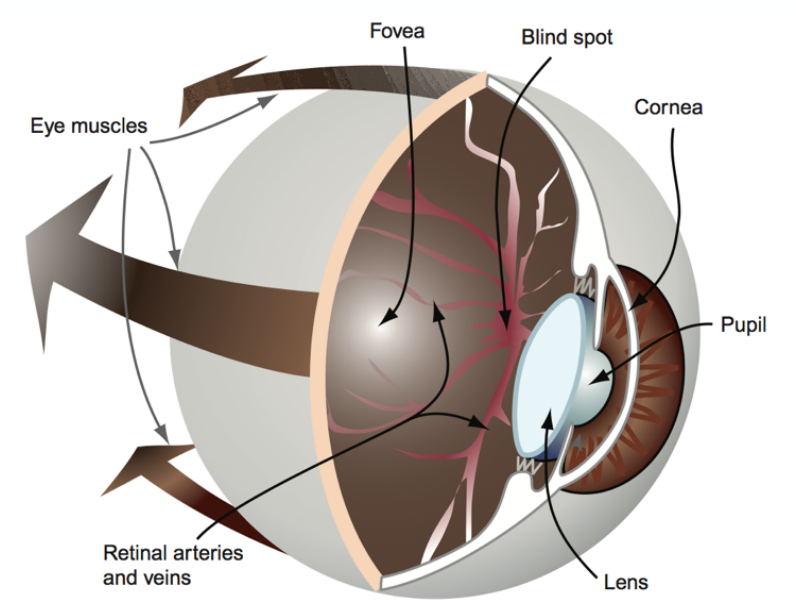 Fovea
Blind spot
Cornea
Eye muscles
Pupil
Retinal arteries
and veins
Lens